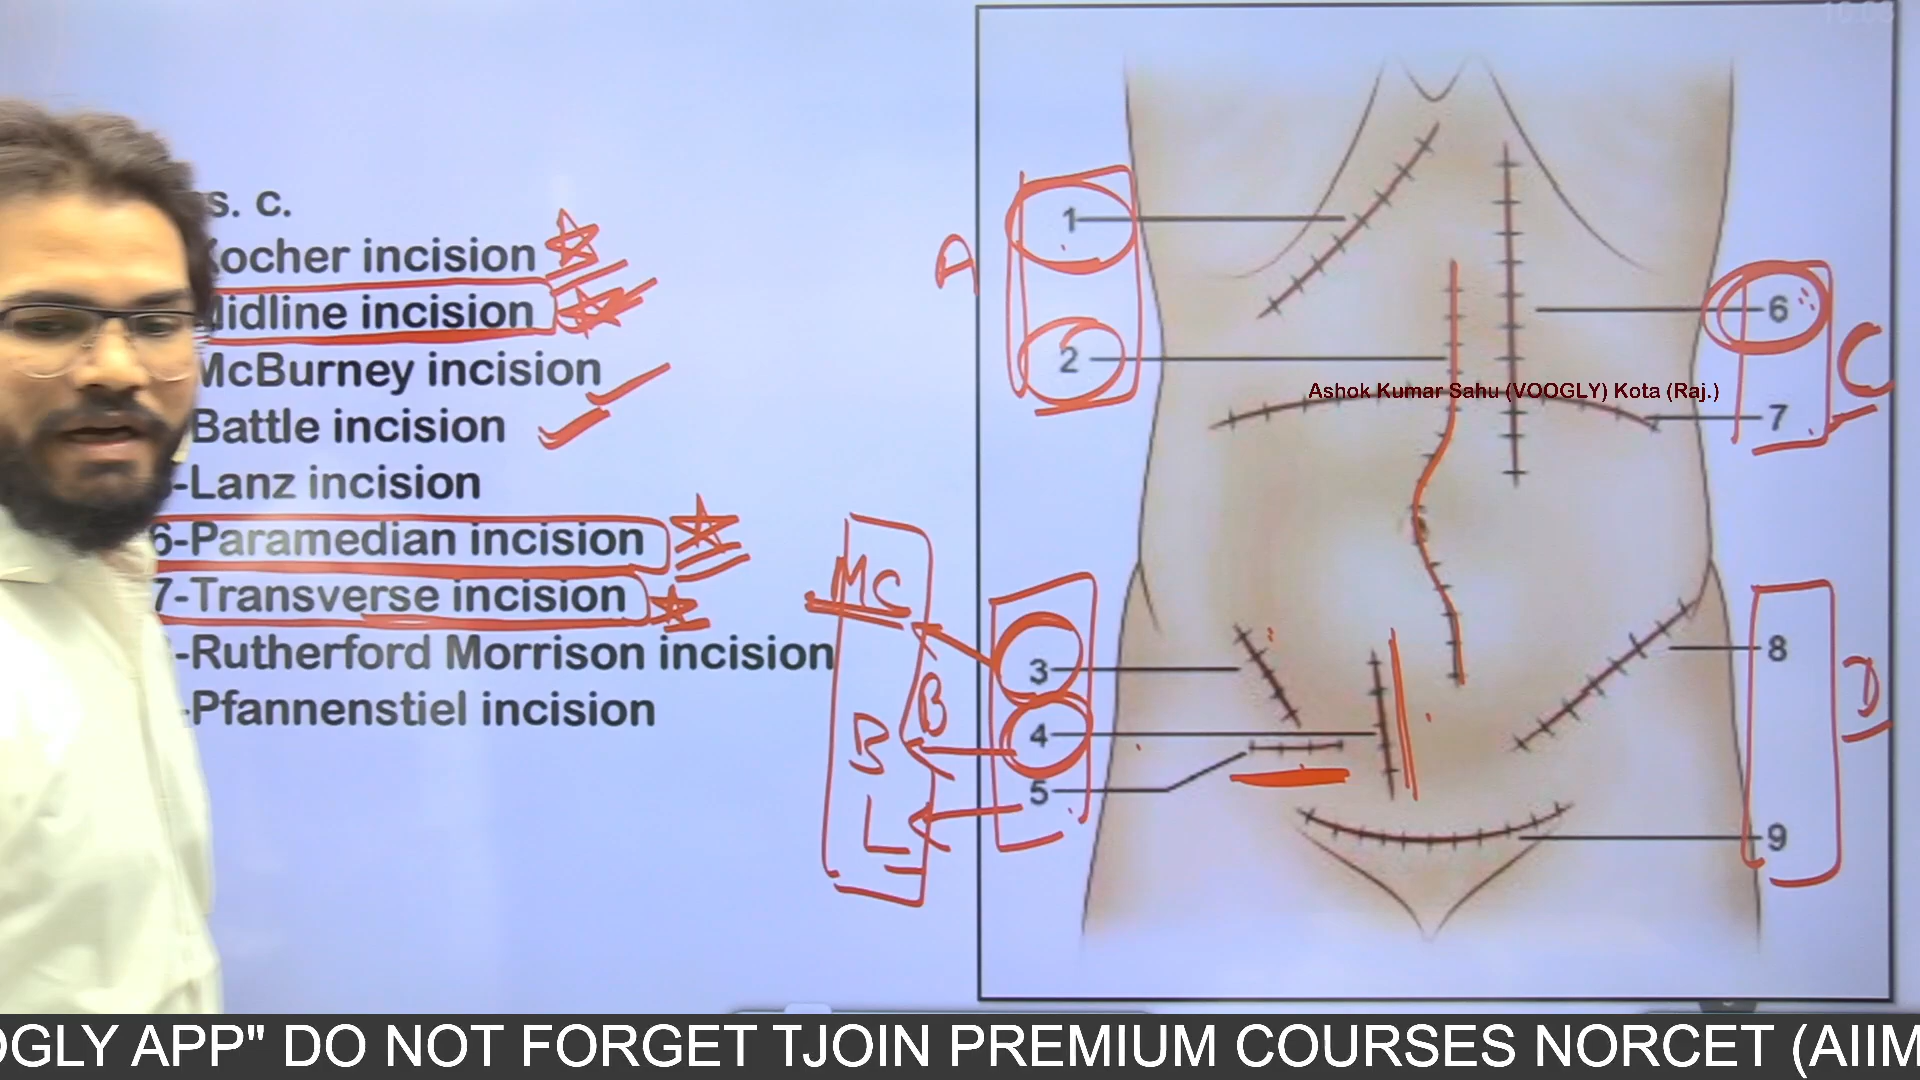 s. c.
Kocher incision
Midline incision
McBurney incision
Battle incision
-Lanz incision
6-Paramedian incision
7-Transverse incision
-Rutherford Morrison incision
-Pfannenstiel incision
A
1
2
6
C
7
Ashok Kumar Sahu (VOOGLY) Kota (Raj.)
MC
3
B
B
4
L
5
8
D
9
OGLY APP" DO NOT FORGET TJOIN PREMIUM COURSES NORCET (AIIM